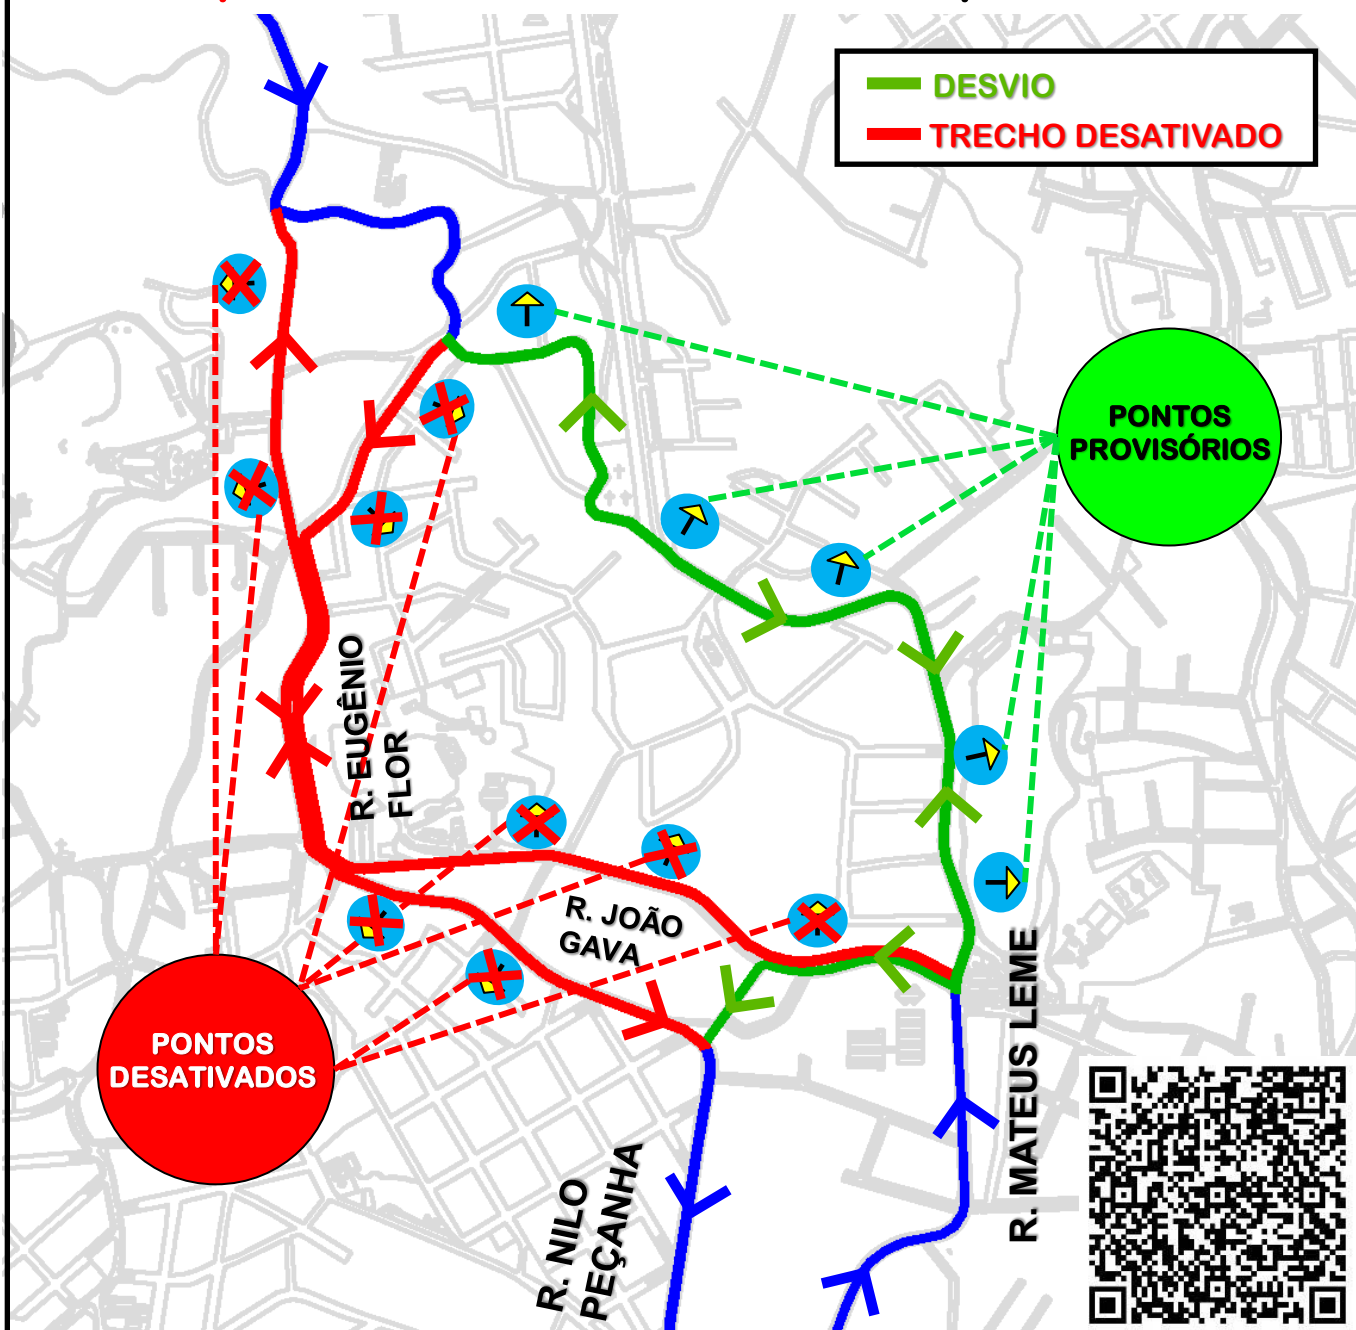 DESVIO
TRECHO DESATIVADO
PONTOS
PROVISÓRIOS
R. EUGÊNIO
FLOR
R. JOÃO
GAVA
PONTOS
DESATIVADOS
R. MATEUS LEME
R. NILO
PEÇANHA